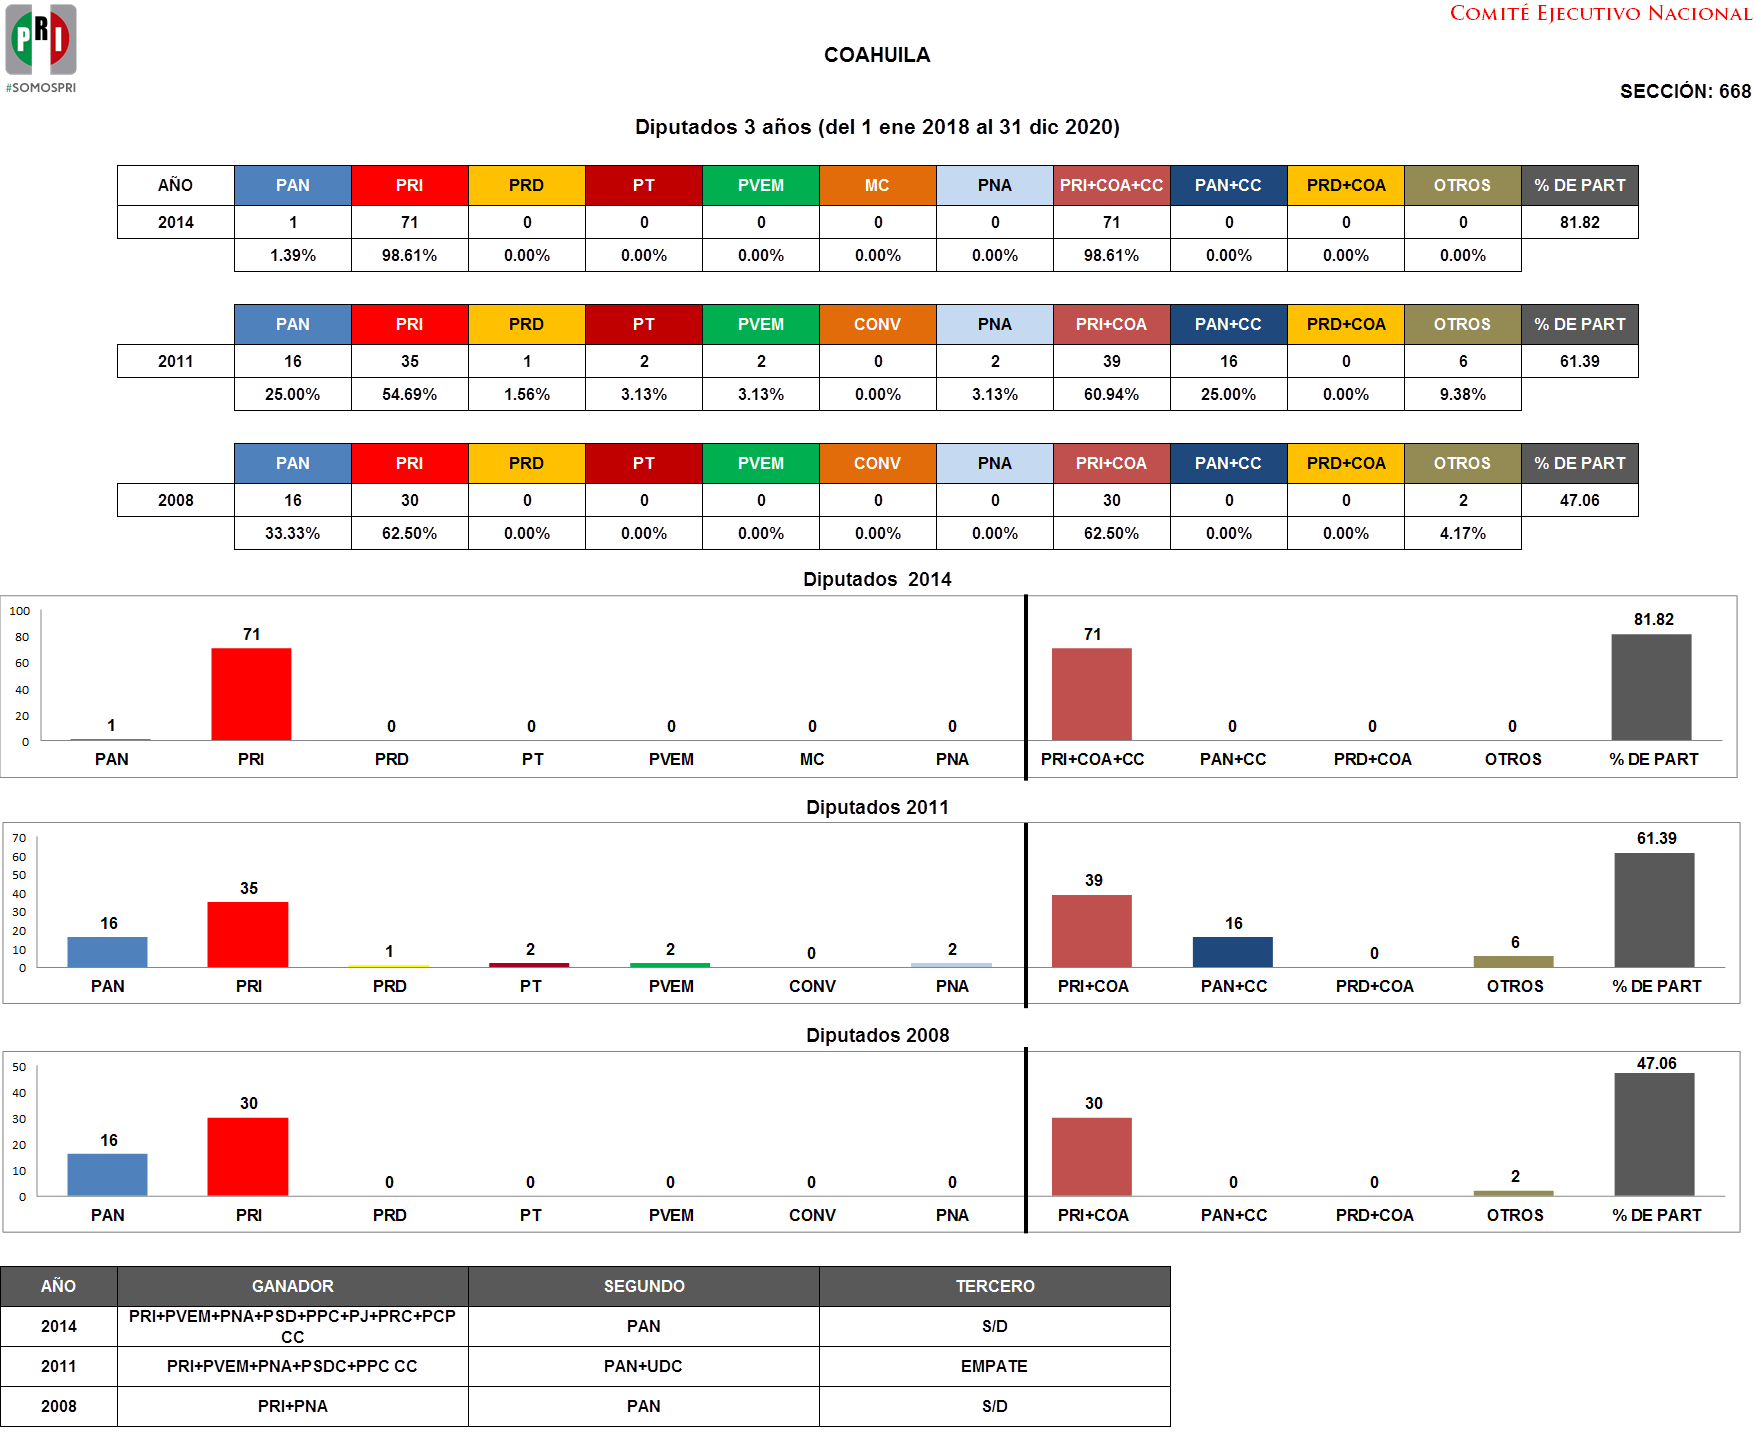 PRI
#SOMOSPRI
COMITÉ EJECUTIVO NACIONAL
COAHUILA
SECCIÓN: 668
Diputados 3 años (del 1 ene 2018 al 31 dic 2020)
AÑO PAN PRI PRD PT PVEM MC PNA PRI+COA+CC PAN+CC PRD+COA OTROS % DE PART
2014 1 71 0 0 0 0 0 71 0 0 0 81.82
1.39% 98.61% 0.00% 0.00% 0.00% 0.00% 0.00% 98.61% 0.00% 0.00% 0.00%
PAN PRI PRD PT PVEM CONV PNA PRI+COA PAN+CC PRD+COA OTROS % DE PART
2011 16 35 1 2 2 0 2 39 16 0 6 61.39
25.00% 54.69% 1.56% 3.13% 3.13% 0.00% 3.13% 60.94% 25.00% 0.00% 9.38%
PAN PRI PRD PT PVEM CONV PNA PRI+COA PAN+CC PRD+COA OTROS % DE PART
2008 16 30 0 0 0 0 0 30 0 0 2 47.06
33.33% 62.50% 0.00% 0.00% 0.00% 0.00% 0.00% 62.50% 0.00% 0.00% 4.17%
Diputados 2014
100
80
60
40
20
0
1 71 0 0 0 0 0 71 0 0 0 81.82
PAN PRI PRD PT PVEM MC PNA PRI+COA+CC PAN+CC PRD+COA OTROS % DE PART
Diputados 2011
70
60
50
40
30
20
10
0
16 35 1 2 2 0 2 39 16 0 6 61.39
PAN PRI PRD PT PVEM CONV PNA PRI+COA PAN+CC PRD+COA OTROS % DE PART
Diputados 2008
50
40
30
20
10
0
16 30 0 0 0 0 0 30 0 0 2 47.06
PAN PRI PRD PT PVEM CONV PNA PRI+COA PAN+CC PRD+COA OTROS % DE PART
AÑO GANADOR SEGUNDO TERCERO
2014 PRI+PVEM+PNA+PSD+PPC+PJ+PRC+PCP CC PAN S/D
2011 PRI+PVEM+PNA+PSDC+PPC CC PAN+UDC EMPATE
2008 PRI+PNA PAN S/D